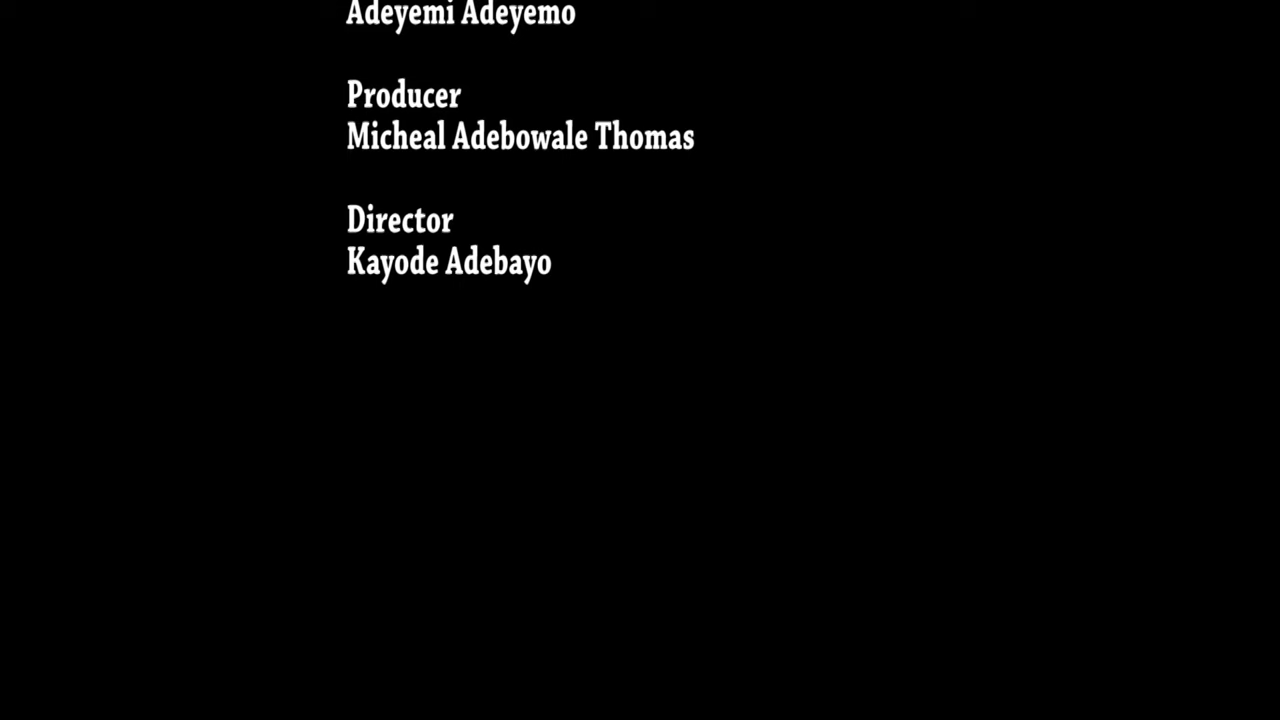 Adeyemi Adeyemo
Producer
Micheal Adebowale Thomas
Director
Kayode Adebayo